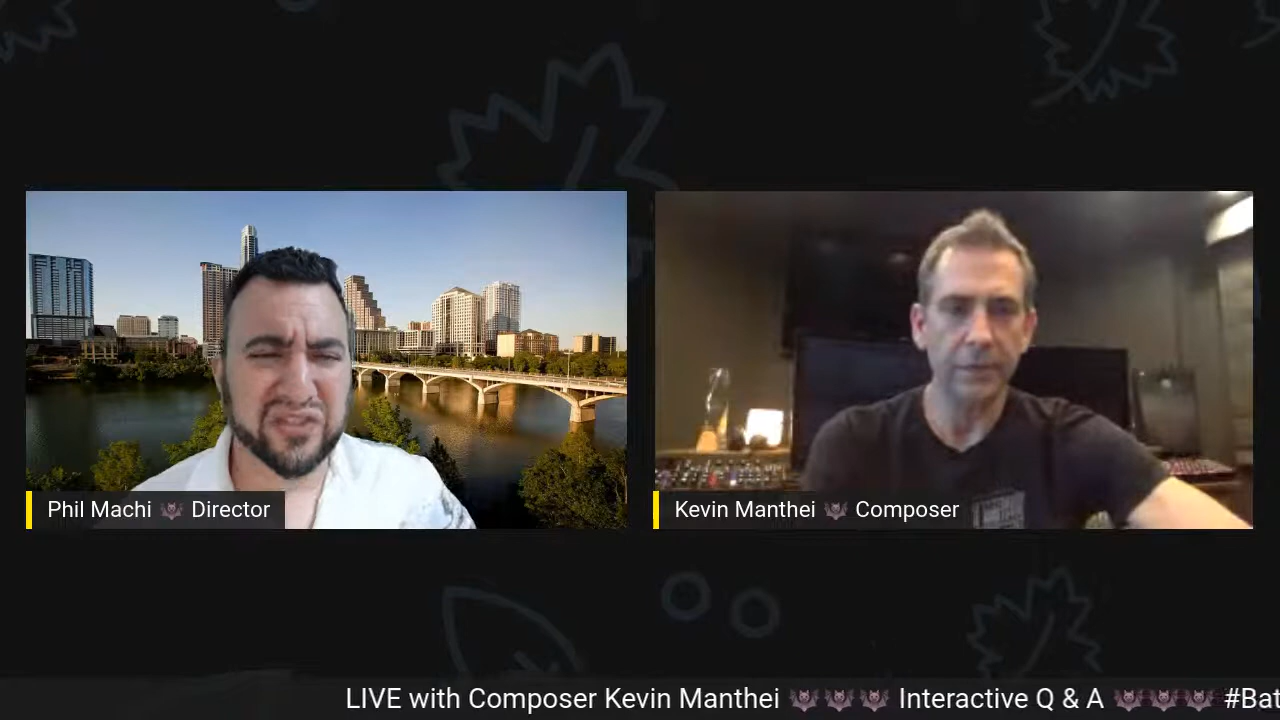 Phil Machi 🦇 Director
Kevin Manthei 🦇 Composer
LIVE with Composer Kevin Manthei 🦇🦇🦇 Interactive Q & A 🦇🦇🦇 #Bat